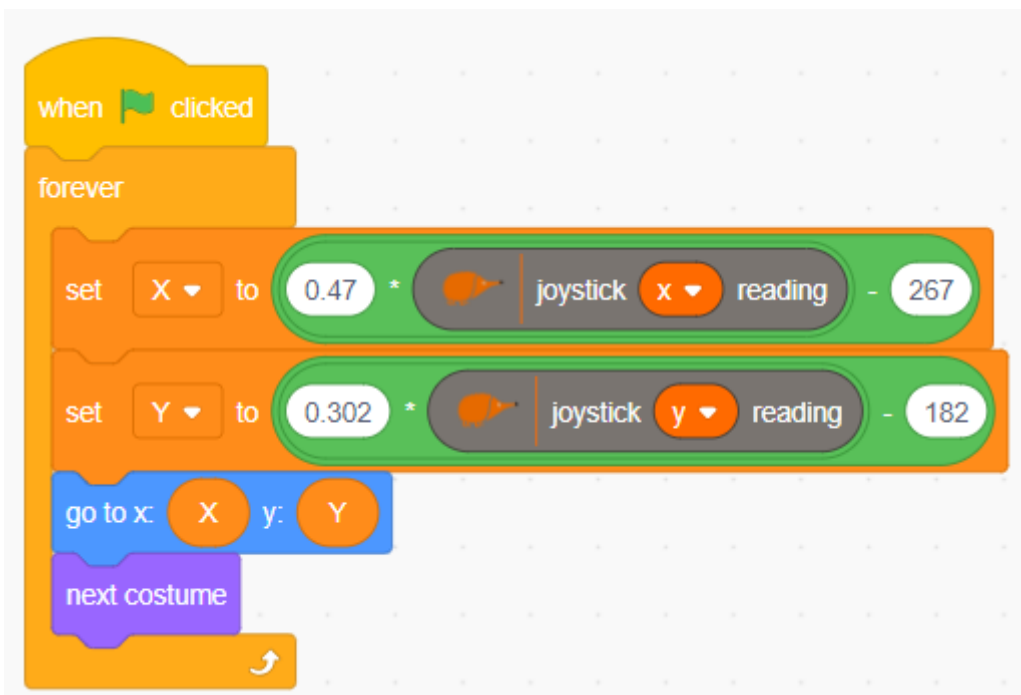 when clicked
forever
set X to 0.47 * joystick x reading - 267
set Y to 0.302 * joystick y reading - 182
go to x: X y: Y
next costume